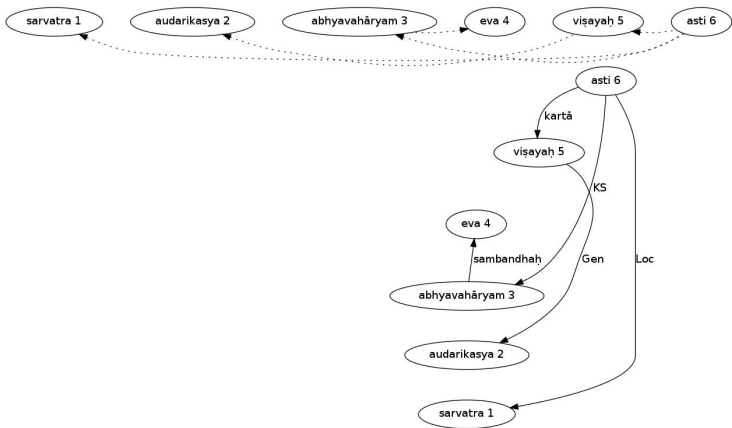 sarvatra 1 audarikasya 2 abhyavahāryam 3 eva 4 viṣayaḥ 5 asti 6
asti 6
kartā
viṣayaḥ 5
KS
eva 4
sambandhaḥ Gen Loc
abhyavahāryam 3
audarikasya 2
sarvatra 1